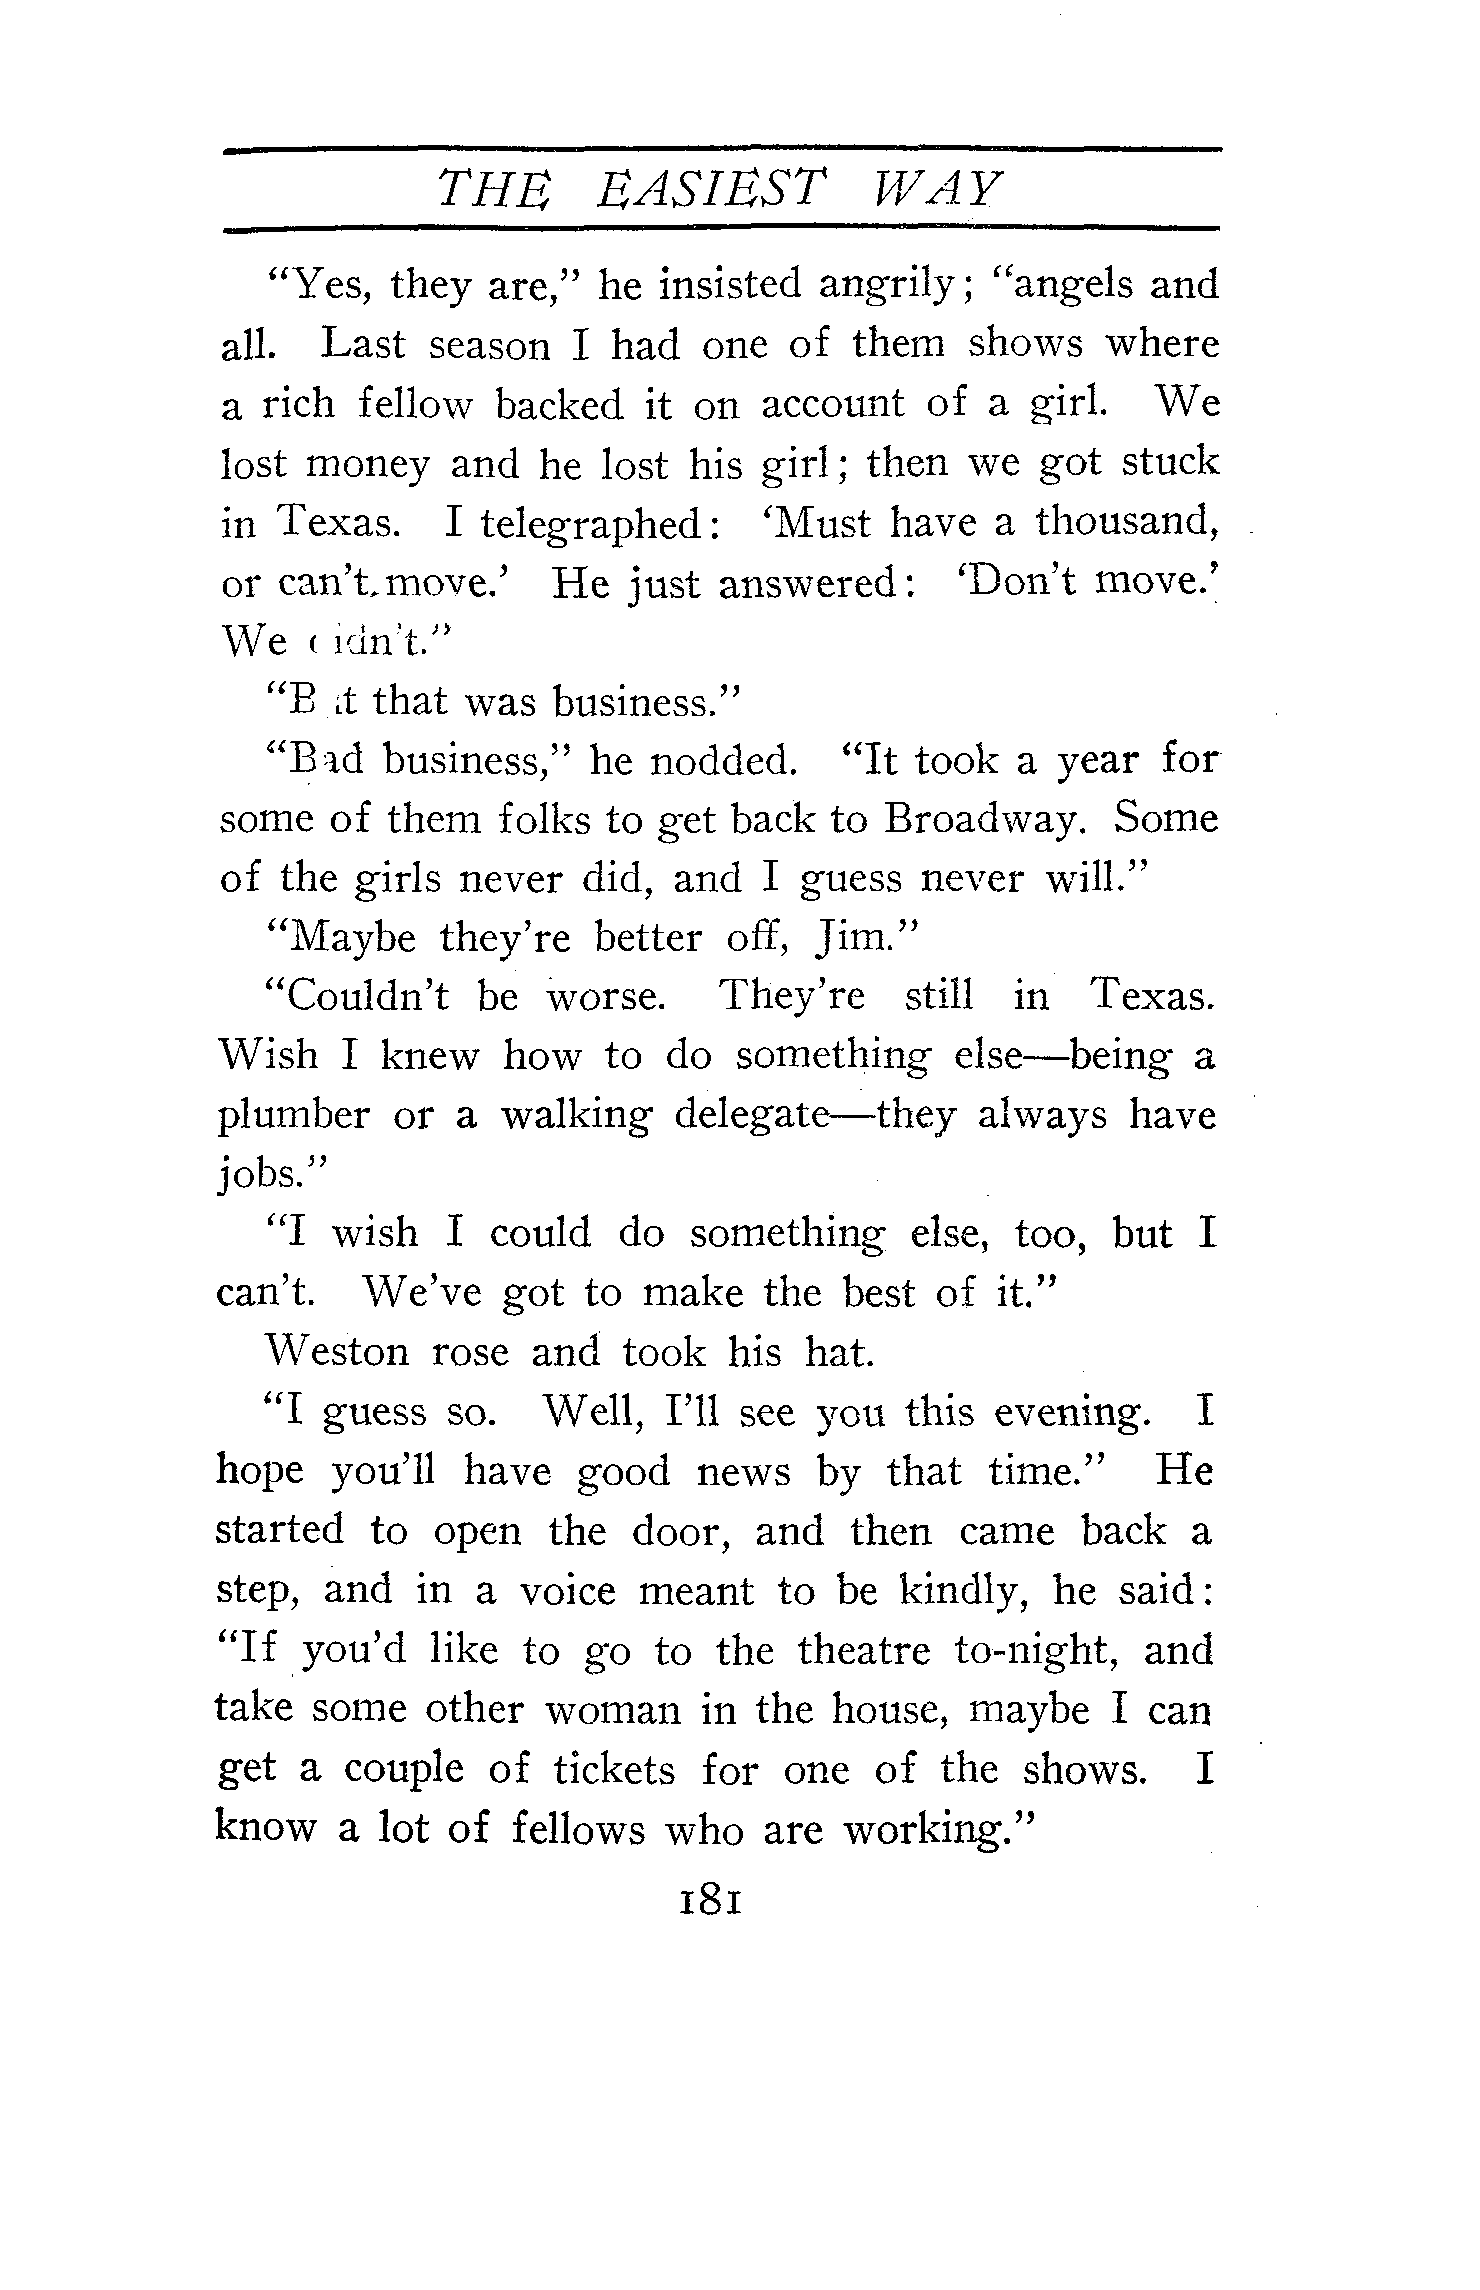 THE EASIEST WAY
"Yes, they are," he insisted angrily; "angels and
all. Last season I had one of them shows where
a rich fellow backed it on account of a girl. We
lost money and he lost his girl; then we got stuck
in Texas. I telegraphed: 'Must have a thousand,
or can't move.' He just answered: 'Don't move.'
We didn't."
"But that was business."
"Bad business," he nodded. "It took a year for
some of them folks to get back to Broadway. Some
of the girls never did, and I guess never will."
"Maybe they're better off, Jim."
"Couldn't be worse. They're still in Texas.
Wish I knew how to do something else—being a
plumber or a walking delegate—they always have
jobs."
"I wish I could do something else, too, but I
can't. We've got to make the best of it."
Weston rose and took his hat.
"I guess so. Well, I'll see you this evening. I
hope you'll have good news by that time." He
started to open the door, and then came back a
step, and in a voice meant to be kindly, he said:
"If you'd like to go to the theatre to-night, and
take some other woman in the house, maybe I can
get a couple of tickets for one of the shows. I
know a lot of fellows who are working."
181